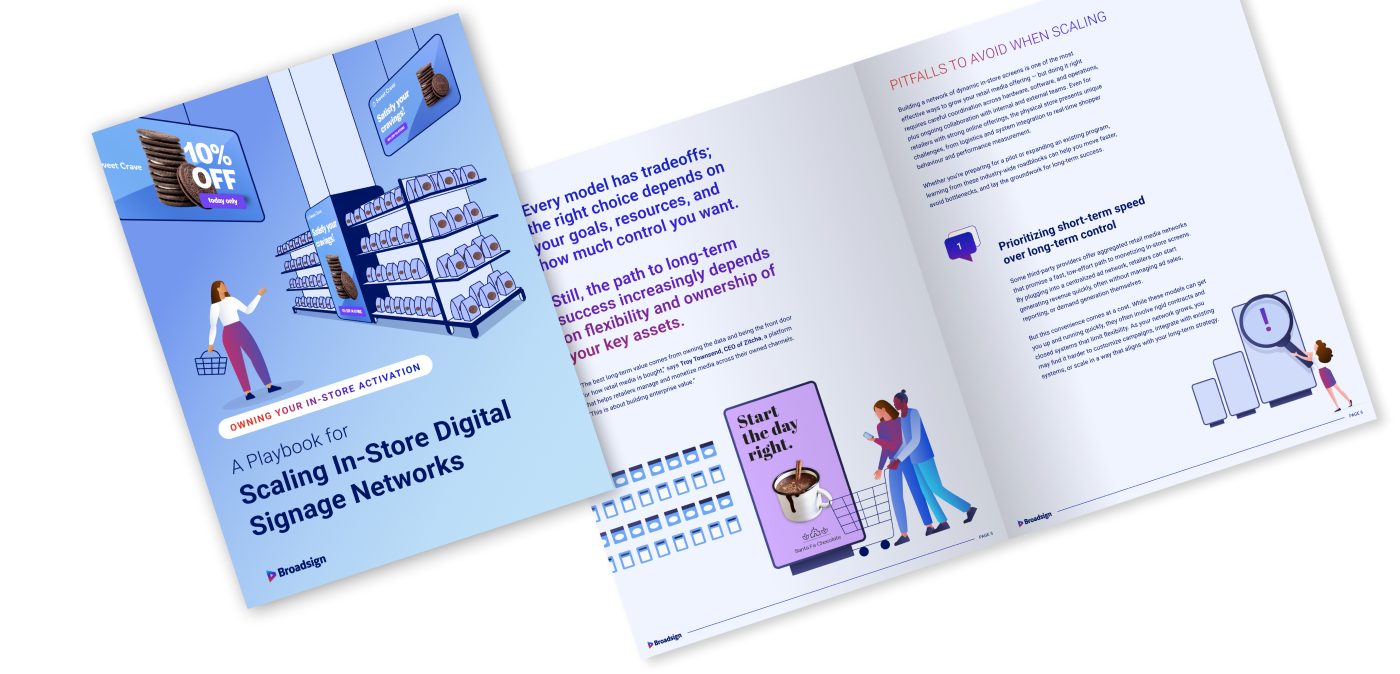 weet Crave
10%
OFF
today only
Sweet Crave
Satisfy your
cravings.
Satisfy your
cravings.
OWNING YOUR IN-STORE ACTIVATION
A Playbook for
Scaling In-Store Digital
Signage Networks
Broadsign
Every model has tradeoffs;
the right choice depends on
your goals, resources, and
how much control you want.
Still, the path to long-term
success increasingly depends
on flexibility and ownership of
your key assets.
"The best long-term value comes from owning the data and being the front door
for how retail media is bought," says Troy Townsend, CEO of Zitcha, a platform
that helps retailers manage and monetize media across their owned channels.
"This is about building enterprise value."
Start
the day
right.
Santa Fe Chocolate
PAGE 5
Broadsign
PITFALLS TO AVOID WHEN SCALING
Building a network of dynamic in-store screens is one of the most
effective ways to grow your retail media offering — but doing it right
requires careful coordination across hardware, software, and operations,
plus ongoing collaboration with internal and external teams. Even for
retailers with strong online offerings, the physical store presents unique
challenges, from logistics and system integration to real-time shopper
behaviour and performance measurement.
Whether you're preparing for a pilot or expanding an existing program,
learning from these industry-wide roadblocks can help you move faster,
avoid bottlenecks, and lay the groundwork for long-term success.
1
Prioritizing short-term speed
over long-term control
Some third-party providers offer aggregated retail media networks
that promise a fast, low-effort path to monetizing in-store screens.
By plugging into a centralized ad network, retailers can start
generating revenue quickly, often without managing ad sales,
reporting, or demand generation themselves.
But this convenience comes at a cost. While these models can get
you up and running quickly, they often involve rigid contracts and
closed systems that limit flexibility. As your network grows, you
may find it harder to customize campaigns, integrate with existing
systems, or scale in a way that aligns with your long-term strategy.
!
Broadsign
PAGE 6